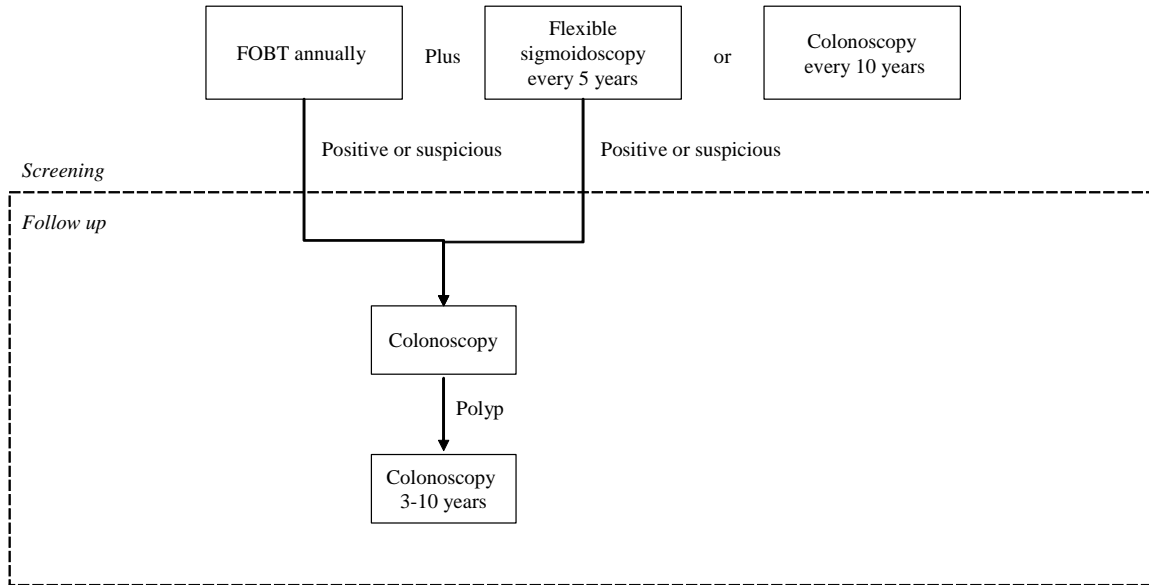 FOBT annually
Plus
Flexible
sigmoidoscopy
every 5 years
or
Colonoscopy
every 10 years
Positive or suspicious
Positive or suspicious
Screening
Follow up
Colonoscopy
Polyp
Colonoscopy
3-10 years